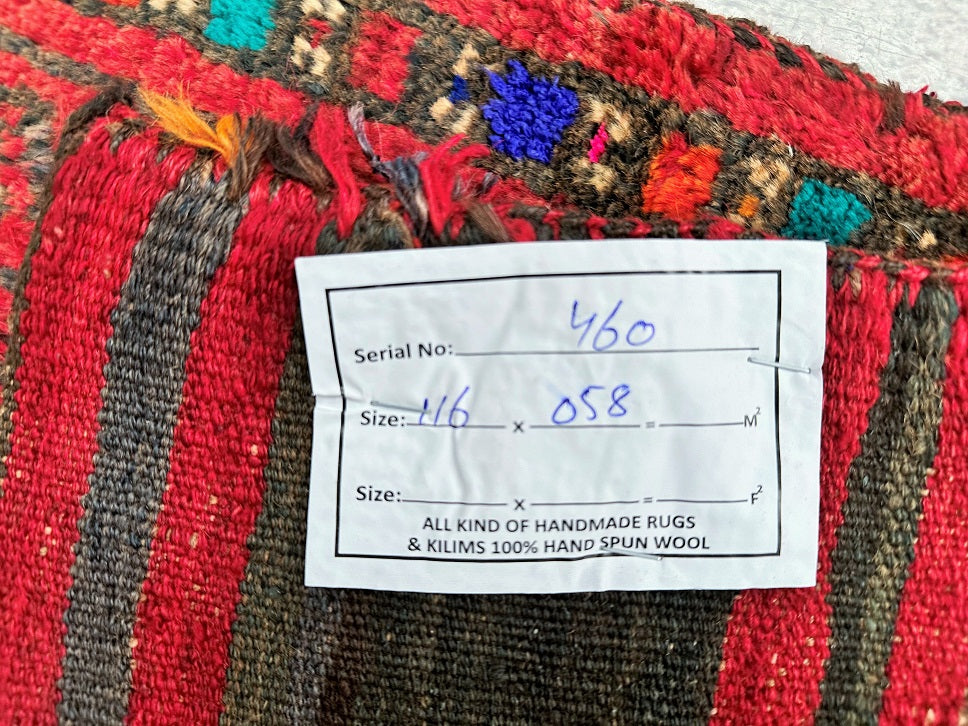 Serial No: 460
Size: 116 x 058 = M²
Size: x = F²
ALL KIND OF HANDMADE RUGS
& KILIMS 100% HAND SPUN WOOL